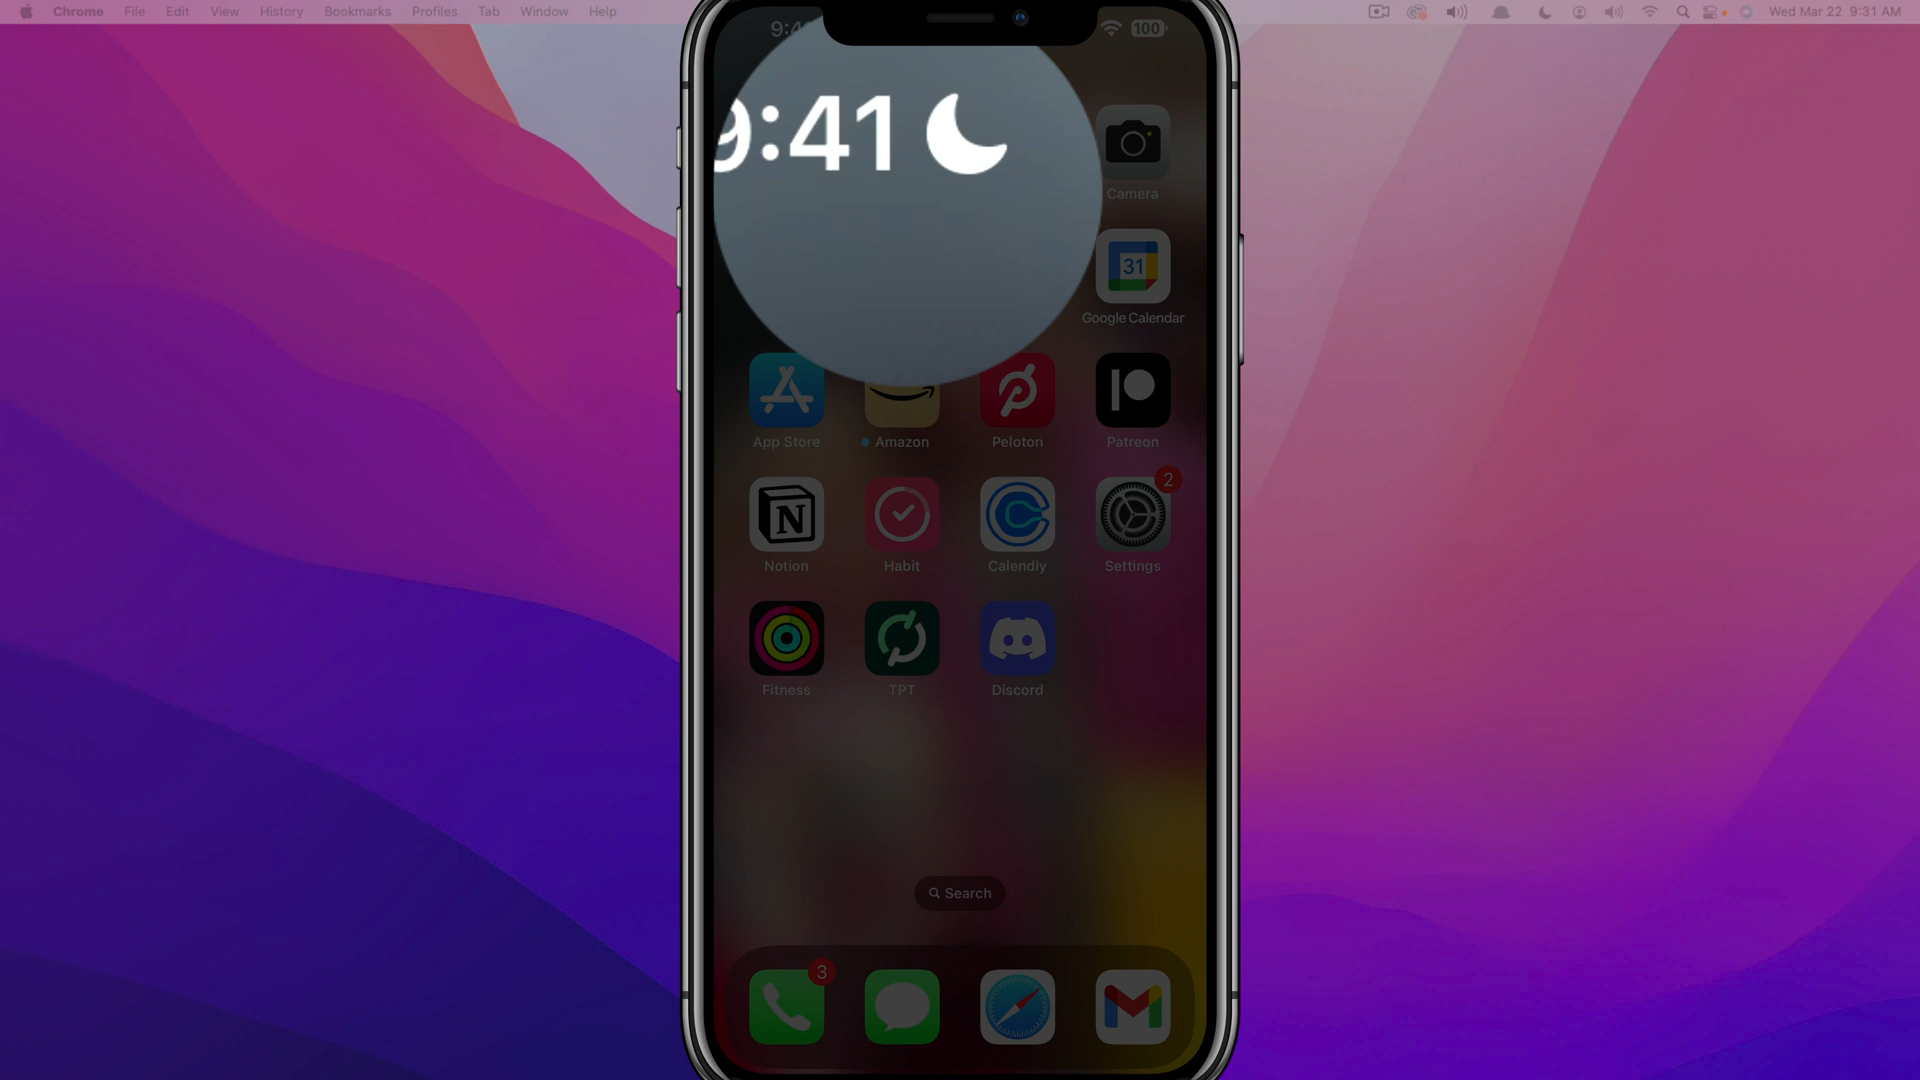 Chrome File Edit View History Bookmarks Profiles Tab Window Help Wed Mar 22 9:31 AM
100
9:41
Camera
31
Google Calendar
App Store Amazon Peloton Patreon
2
N
Notion Habit Calendly Settings
Fitness TPT Discord
Search
3